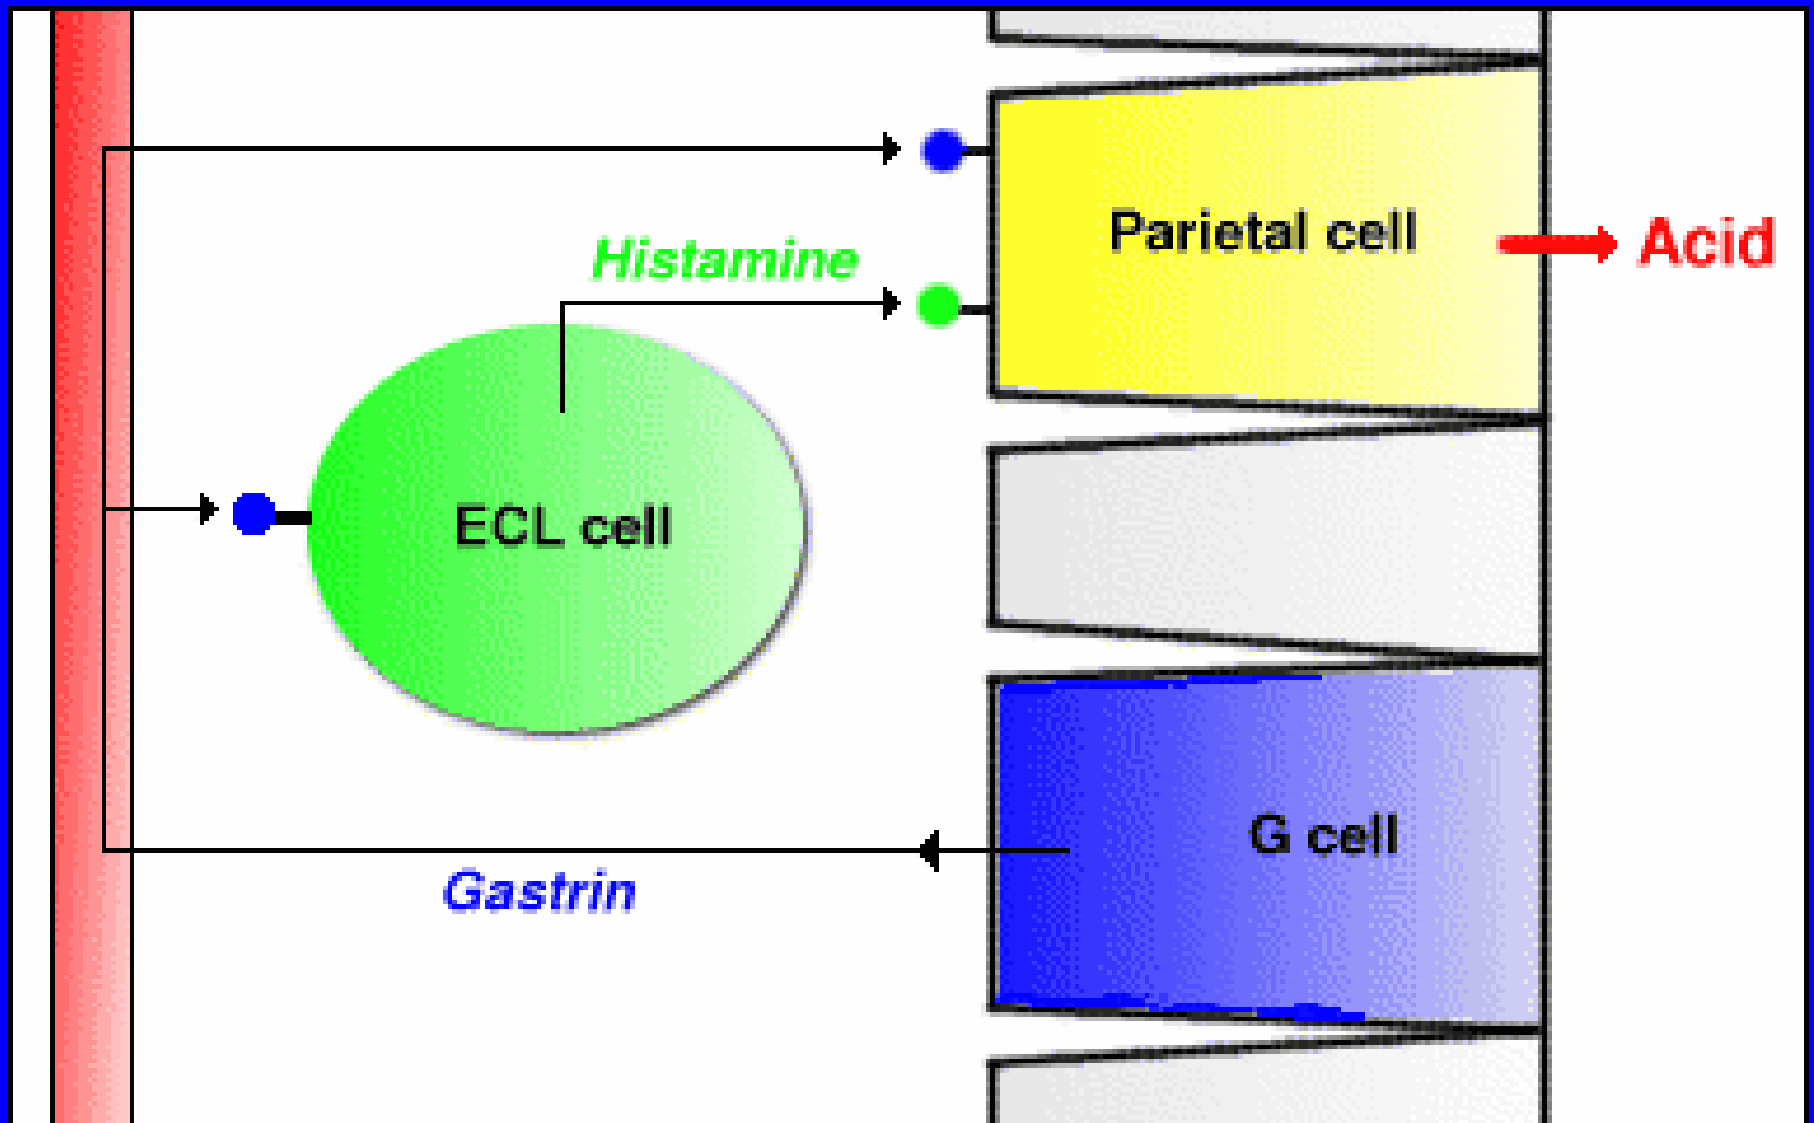 Parietal cell
Acid
Histamine
ECL cell
G cell
Gastrin